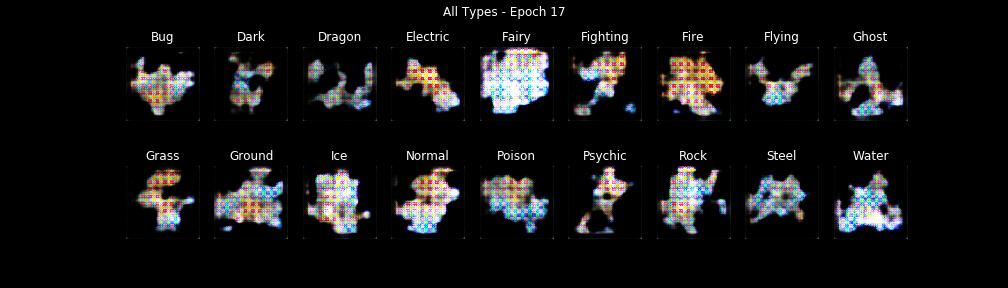 All Types - Epoch 17
Bug Dark Dragon Electric Fairy Fighting Fire Flying Ghost
Grass Ground Ice Normal Poison Psychic Rock Steel Water